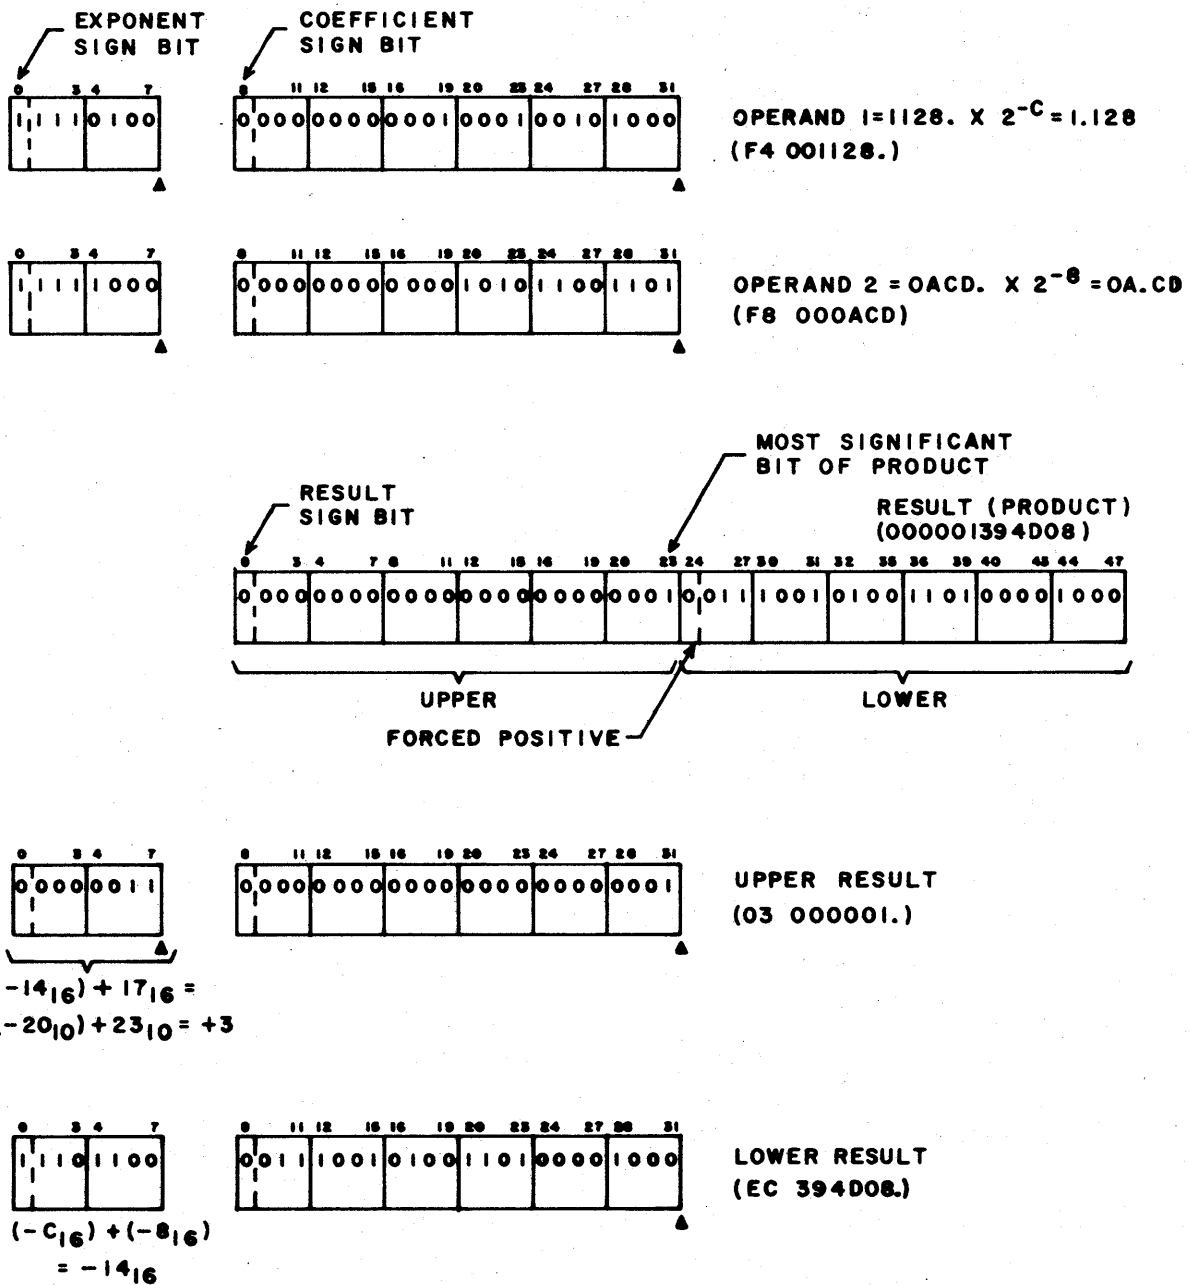 EXPONENT SIGN BIT
COEFFICIENT SIGN BIT
0 3 4 7 8 11 12 15 16 19 20 23 24 27 28 31
1 1 1 1 0 1 0 0 0 0 0 0 0 0 0 0 0 0 0 1 0 0 0 1 0 0 1 0 1 0 0 0
OPERAND 1=1128. X 2^-C = 1.128
(F4 001128.)
0 3 4 7 8 11 12 15 16 19 20 23 24 27 28 31
1 1 1 1 1 0 0 0 0 0 0 0 0 0 0 0 0 0 0 0 1 0 1 0 1 1 0 0 1 1 0 1
OPERAND 2 = 0ACD. X 2^-8 = 0A.CD
(F8 000ACD)
MOST SIGNIFICANT BIT OF PRODUCT
RESULT SIGN BIT
RESULT (PRODUCT)
(000001394D08)
0 3 4 7 8 11 12 15 16 19 20 23 24 27 30 31 32 35 36 39 40 43 44 47
0 0 0 0 0 0 0 0 0 0 0 0 0 0 0 0 0 0 0 0 0 0 0 1 0 0 1 1 1 0 0 1 0 1 0 0 1 1 0 1 0 0 0 0 1 0 0 0
UPPER
LOWER
FORCED POSITIVE
0 3 4 7 8 11 12 15 16 19 20 23 24 27 28 31
0 0 0 0 0 0 1 1 0 0 0 0 0 0 0 0 0 0 0 0 0 0 0 0 0 0 0 0 0 0 0 1
UPPER RESULT
(03 000001.)
-14₁₆) + 17₁₆ =
-20₁₀) + 23₁₀ = +3
0 3 4 7 8 11 12 15 16 19 20 23 24 27 28 31
1 1 1 0 1 1 0 0 0 0 1 1 1 0 0 1 0 1 0 0 1 1 0 1 0 0 0 0 1 0 0 0
LOWER RESULT
(EC 394D08.)
(-C₁₆) + (-8₁₆)
= -14₁₆